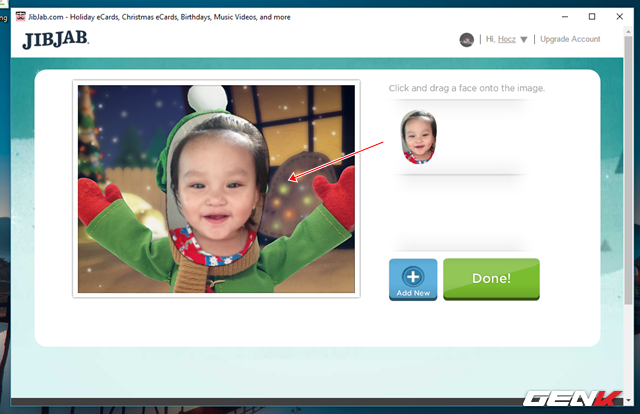 ng
JibJab.com - Holiday eCards, Christmas eCards, Birthdays, Music Videos, and more
JIBJAB.
Hi, Hocz
Upgrade Account
Click and drag a face onto the image.
Add New
Done!
GENK